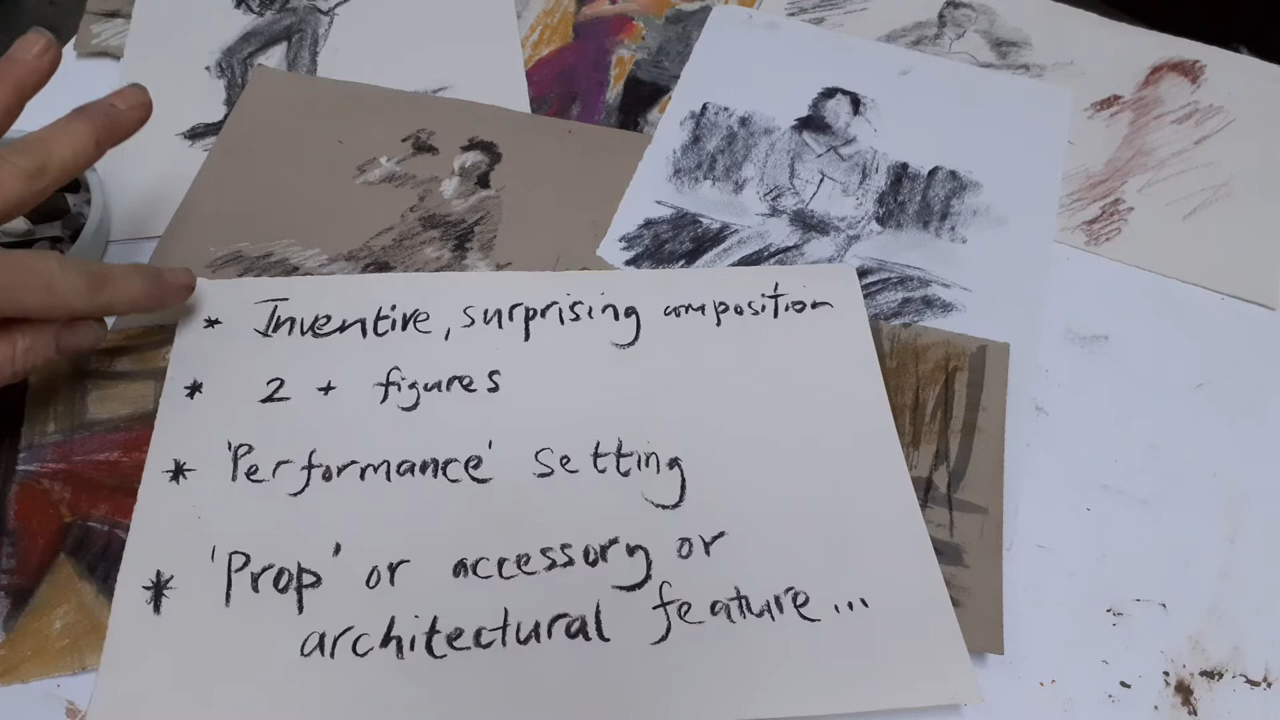 * Inventive, surprising composition
* 2 + figures
* 'Performance' setting
* 'Prop' or accessory or
architectural feature...